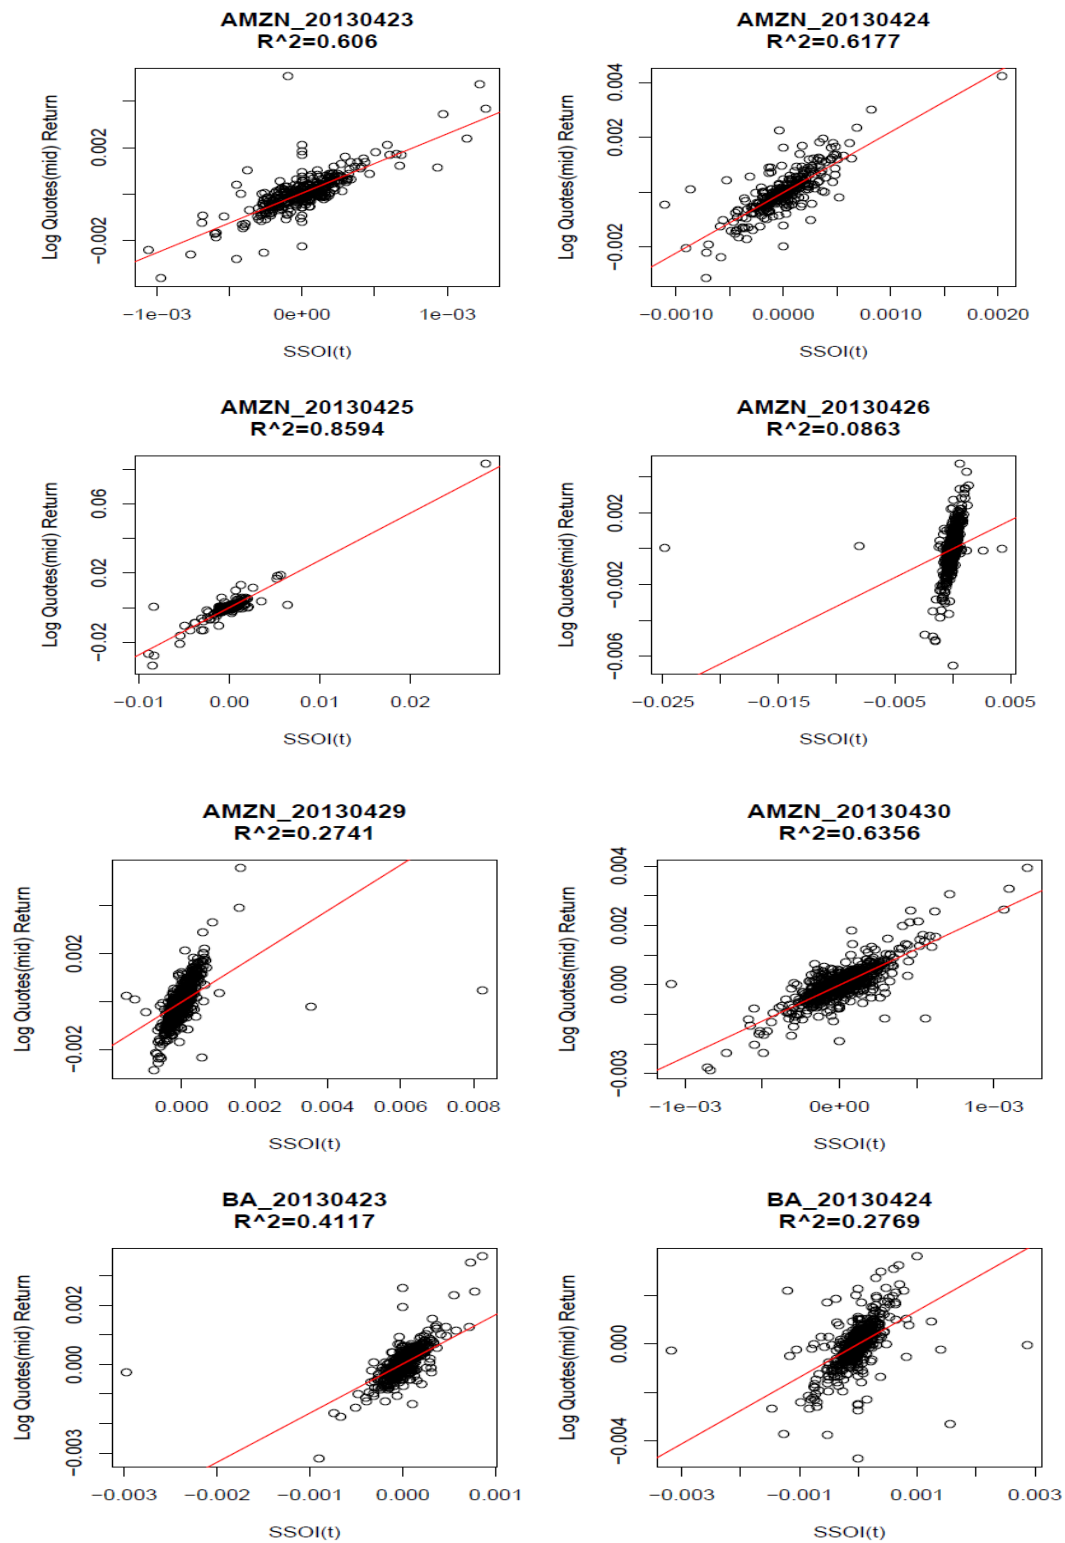 AMZN_20130423
R^2=0.606
Log Quotes(mid) Return
0.002
−0.002
−1e−03 0e+00 1e−03
SSOI(t)
AMZN_20130424
R^2=0.6177
Log Quotes(mid) Return
0.004
0.002
−0.002
−0.0010 0.0000 0.0010 0.0020
SSOI(t)
AMZN_20130425
R^2=0.8594
Log Quotes(mid) Return
0.06
0.02
−0.02
−0.01 0.00 0.01 0.02
SSOI(t)
AMZN_20130426
R^2=0.0863
Log Quotes(mid) Return
0.002
−0.002
−0.006
−0.025 −0.015 −0.005 0.005
SSOI(t)
AMZN_20130429
R^2=0.2741
Log Quotes(mid) Return
0.002
−0.002
0.000 0.002 0.004 0.006 0.008
SSOI(t)
AMZN_20130430
R^2=0.6356
Log Quotes(mid) Return
0.004
0.002
0.000
−0.003
−1e−03 0e+00 1e−03
SSOI(t)
BA_20130423
R^2=0.4117
Log Quotes(mid) Return
0.002
0.000
−0.003
−0.003 −0.002 −0.001 0.000 0.001
SSOI(t)
BA_20130424
R^2=0.2769
Log Quotes(mid) Return
0.000
−0.004
−0.003 −0.001 0.001 0.003
SSOI(t)